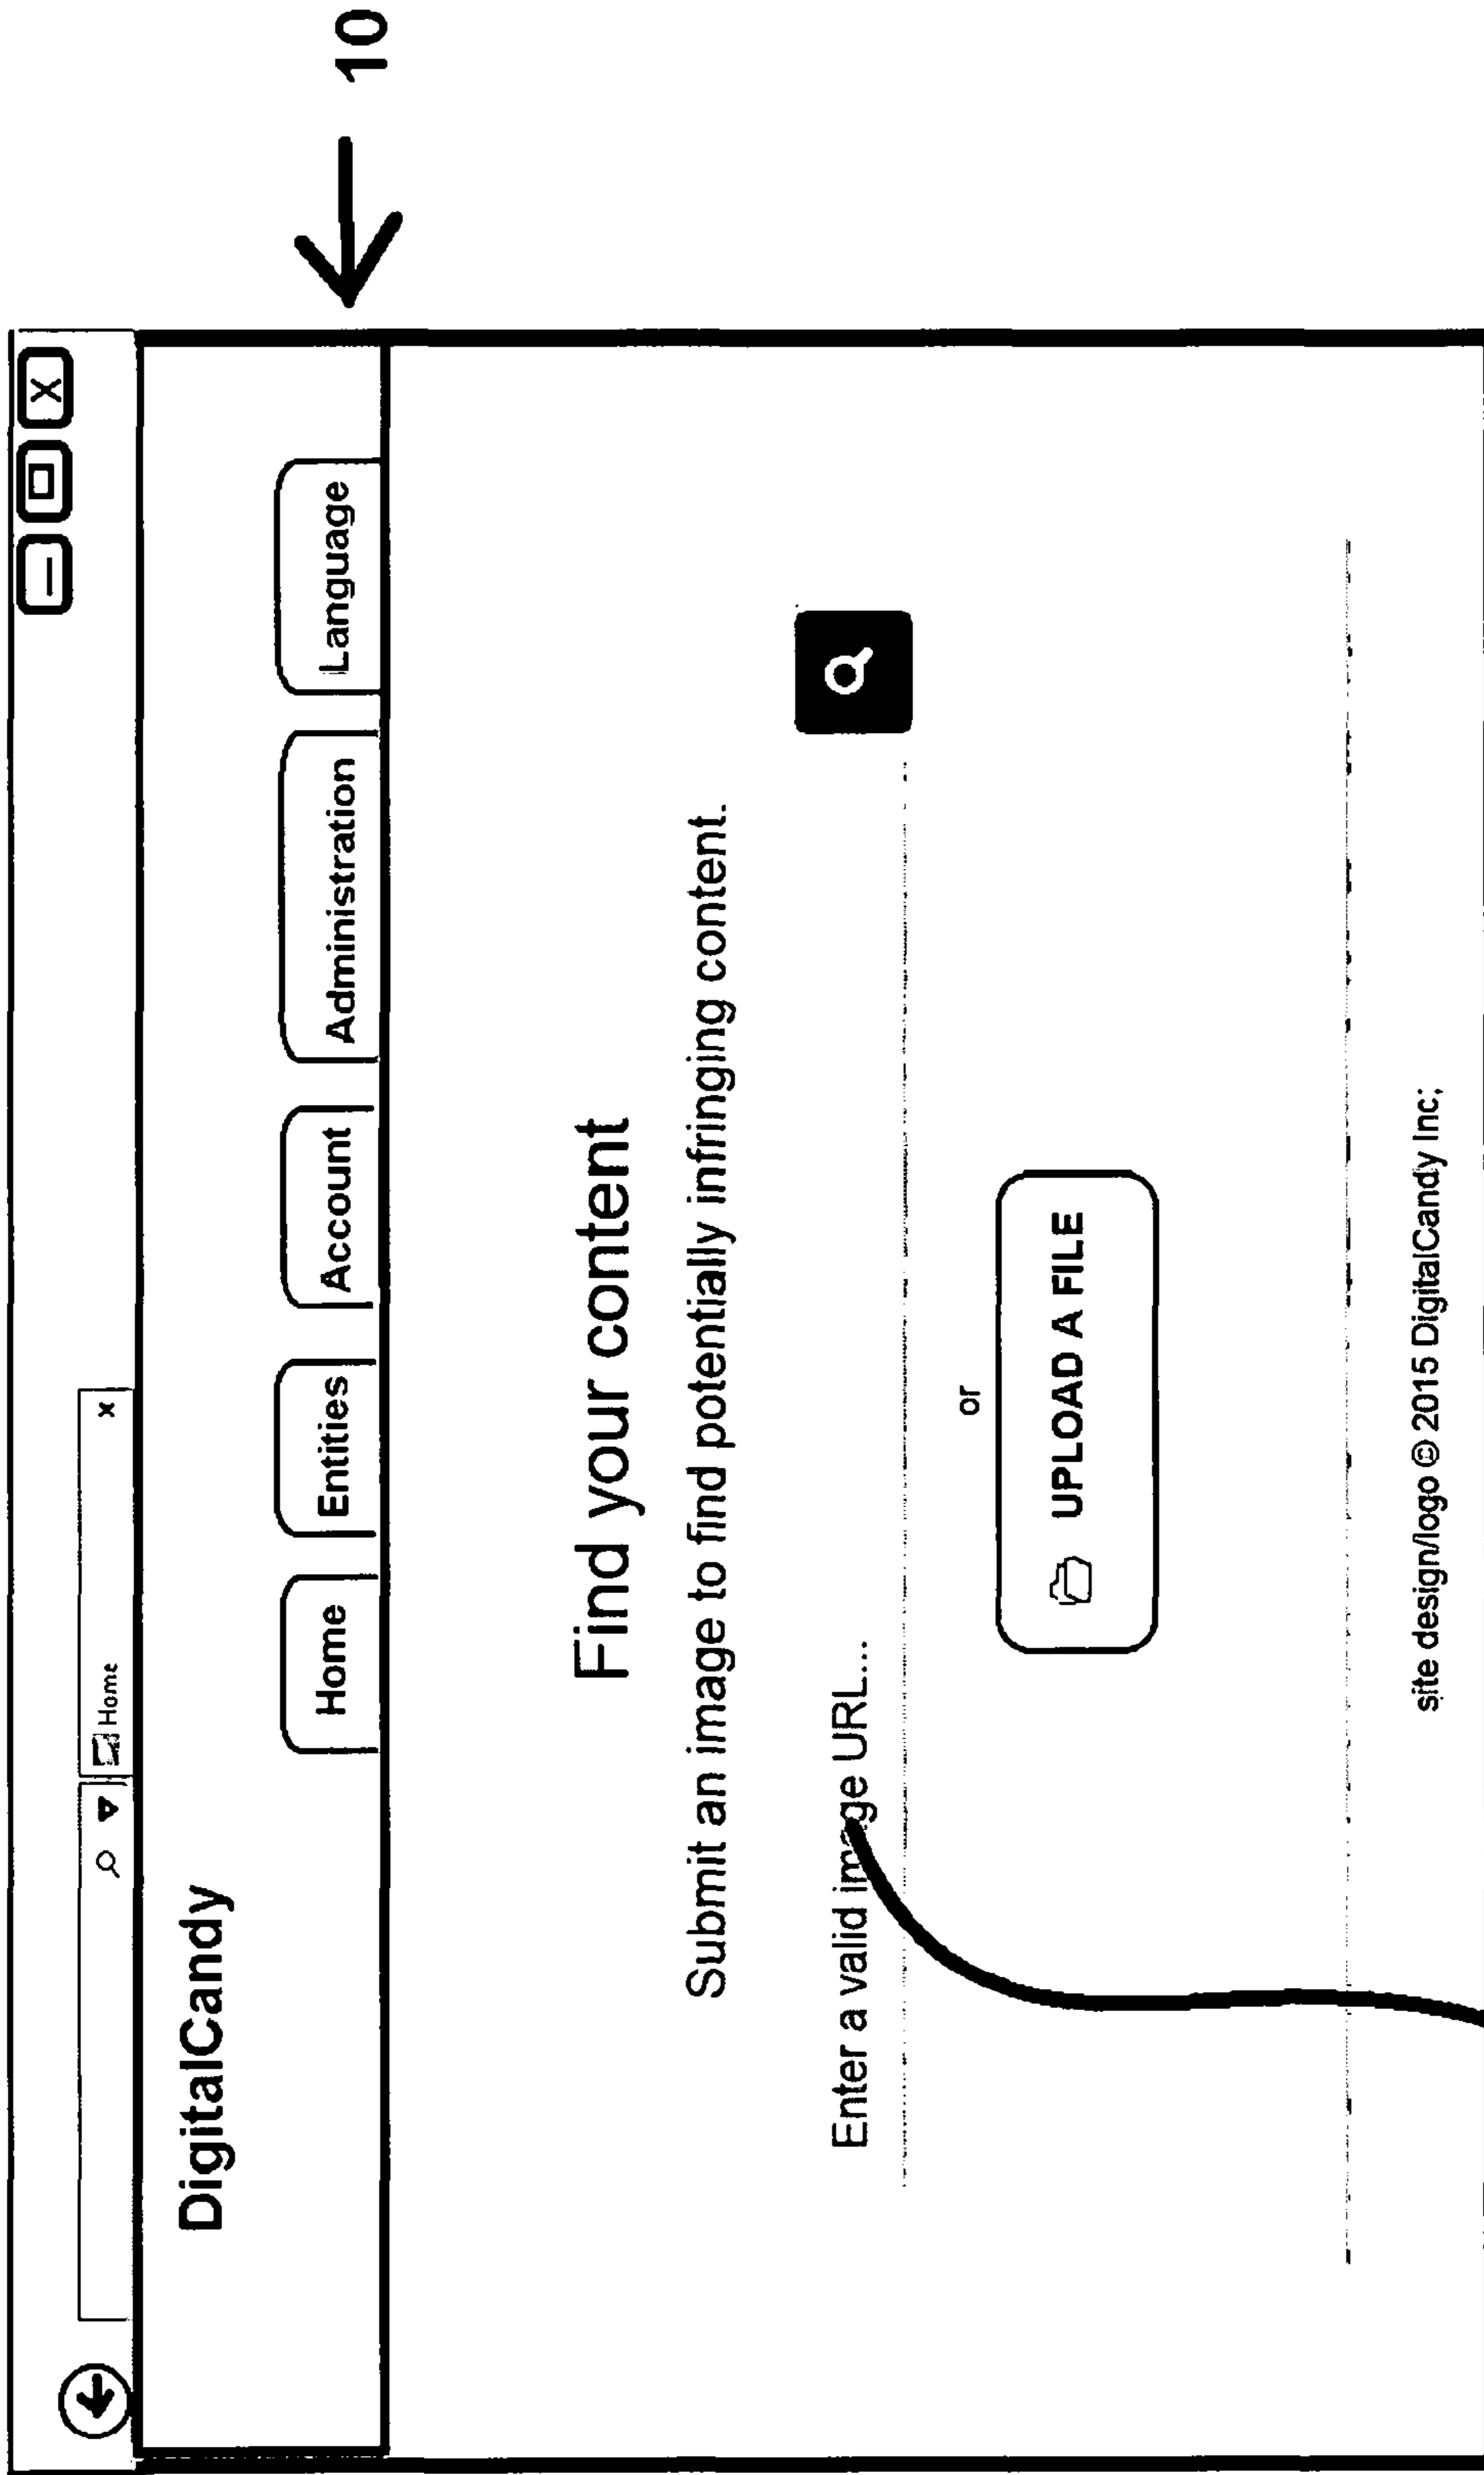 Home x
DigitalCandy
Home Entities Account Administration Language
10
Find your content
Submit an image to find potentially infringing content.
Enter a valid image URL...
or
UPLOAD A FILE
site design/logo © 2015 DigitalCandy Inc;